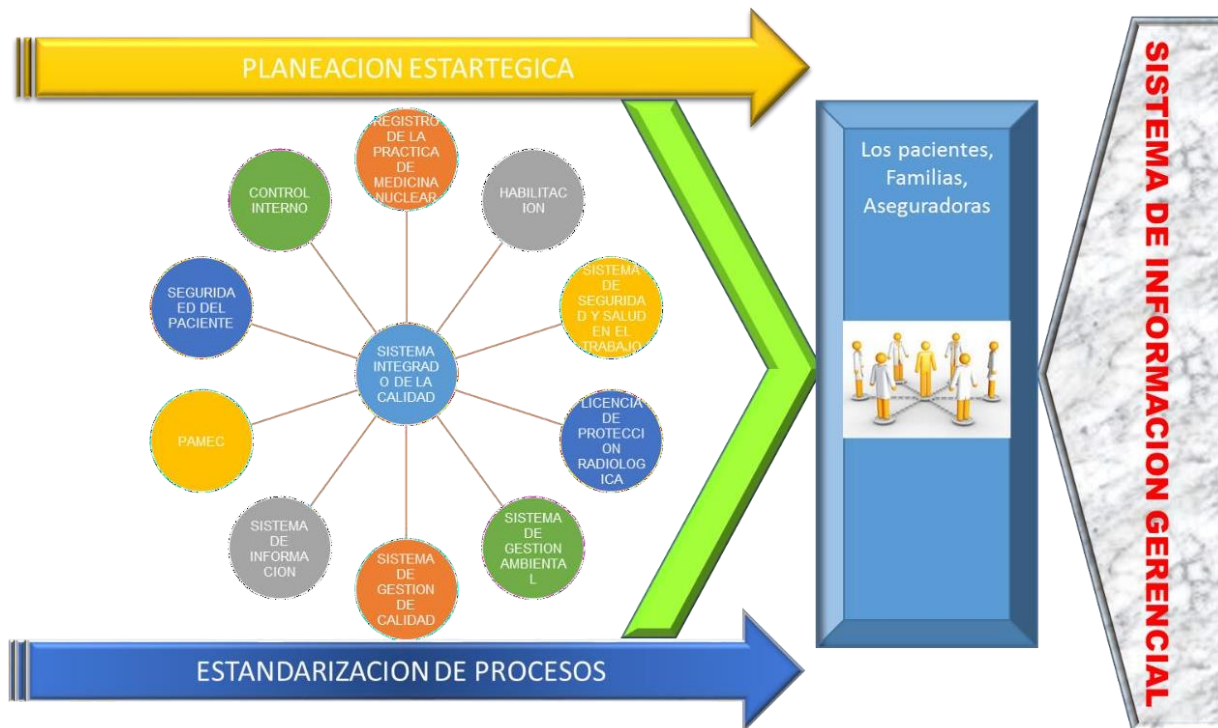 PLANEACION ESTARTEGICA
REGISTRO
DE LA
PRACTICA
DE
MEDICINA
NUCLEAR
HABILITAC
ION
SISTEMA
DE
SEGURIDA
D Y SALUD
EN EL
TRABAJO
LICENCIA
DE
PROTECCI
ON
RADIOLOG
ICA
SISTEMA
DE
GESTION
AMBIENTA
L
SISTEMA
DE
GESTION
DE
CALIDAD
SISTEMA
DE
INFORMA
CION
PAMEC
SEGURIDA
ED DEL
PACIENTE
CONTROL
INTERNO
SISTEMA
INTEGRAD
O DE LA
CALIDAD
ESTANDARIZACION DE PROCESOS
Los pacientes,
Familias,
Aseguradoras
SISTEMA DE INFORMACION GERENCIAL